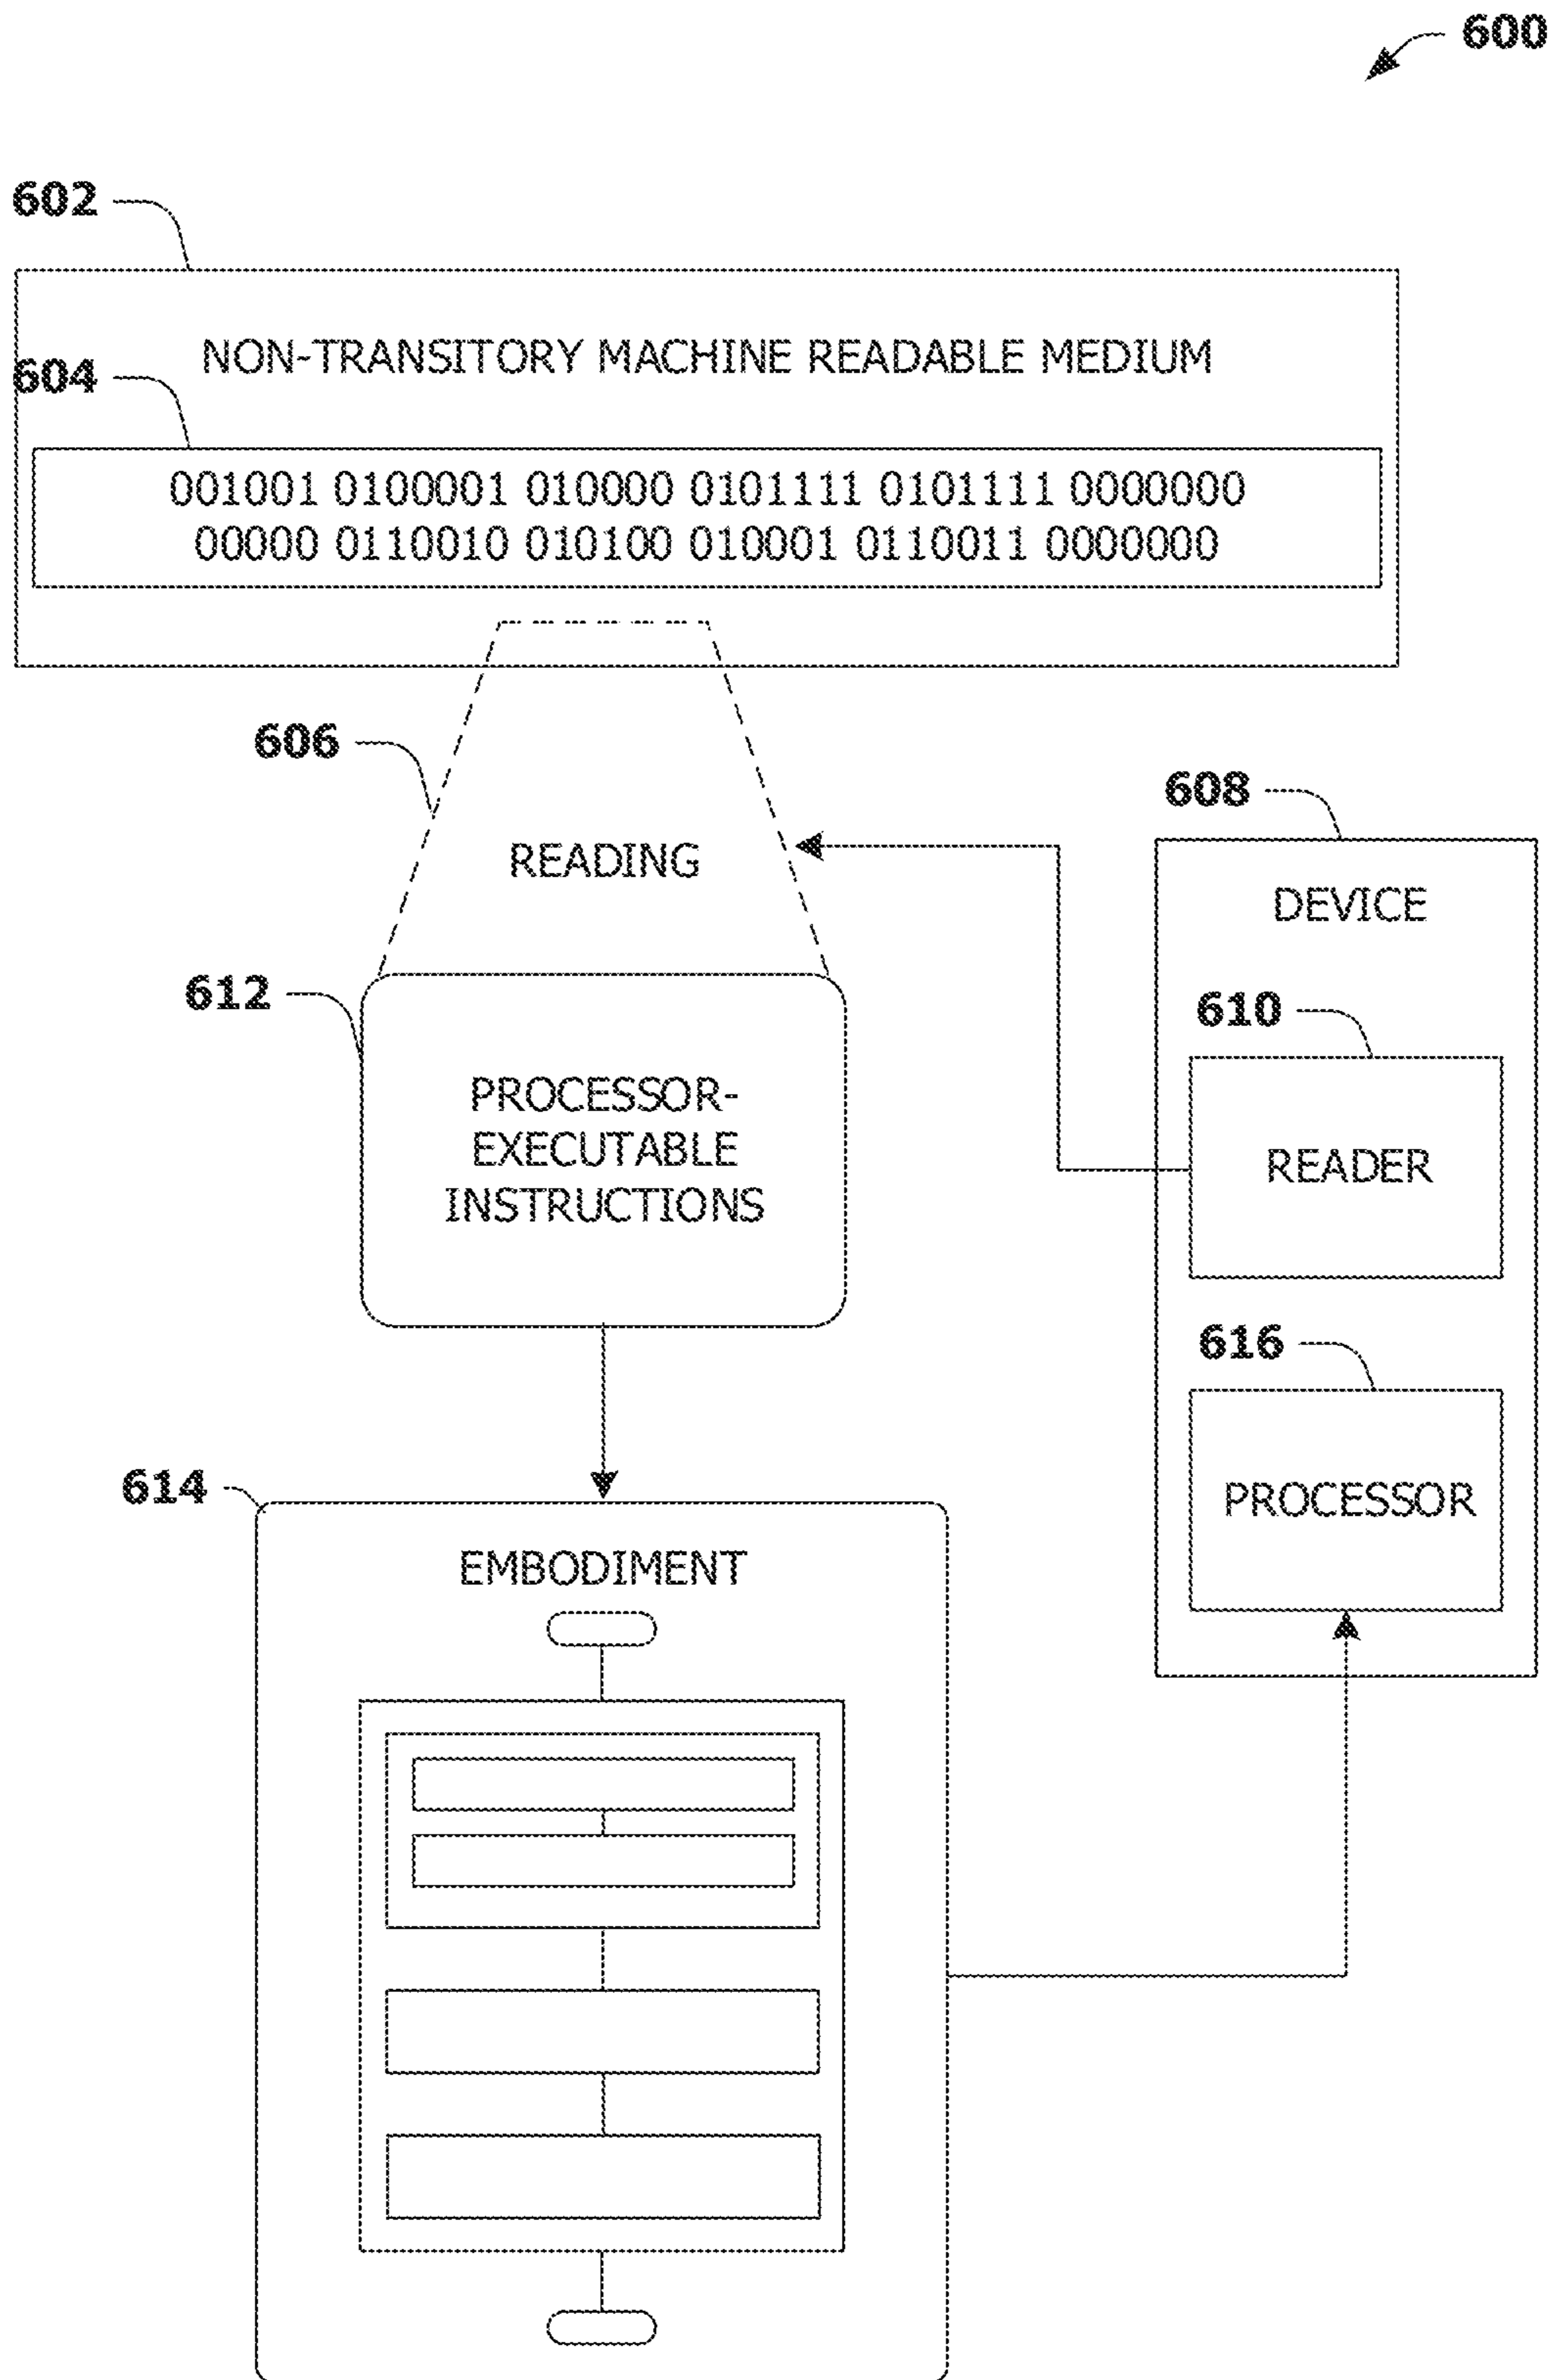 600
602
NON-TRANSITORY MACHINE READABLE MEDIUM
604
001001 0100001 010000 0101111 0101111 0000000
00000 0110010 010100 010001 0110011 0000000
606
READING
608
DEVICE
612
PROCESSOR-
EXECUTABLE
INSTRUCTIONS
610
READER
616
PROCESSOR
614
EMBODIMENT